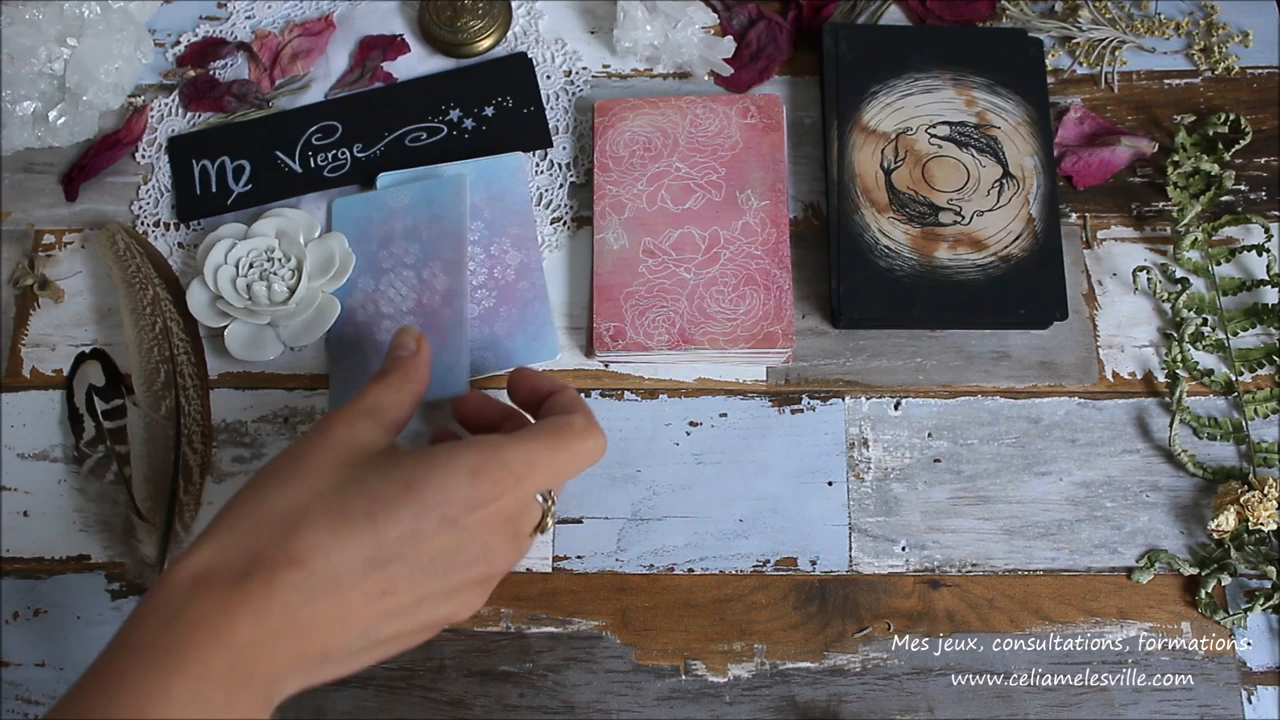 ♍ Vierge
Mes jeux, consultations, formations:
www.celiamelesville.com